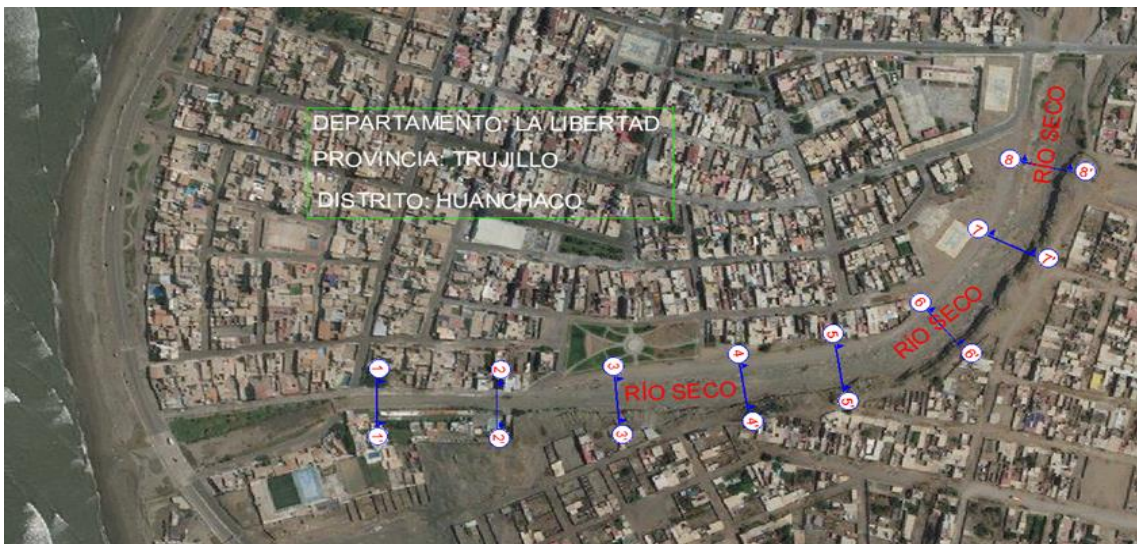 DEPARTAMENTO: LA LIBERTAD
PROVINCIA: TRUJILLO
DISTRITO: HUANCHACO
RÍO SECO
8
8'
7
7'
RÍO SECO
6
6'
5
5'
RÍO SECO
4
4'
3
3'
2
2'
1
1'